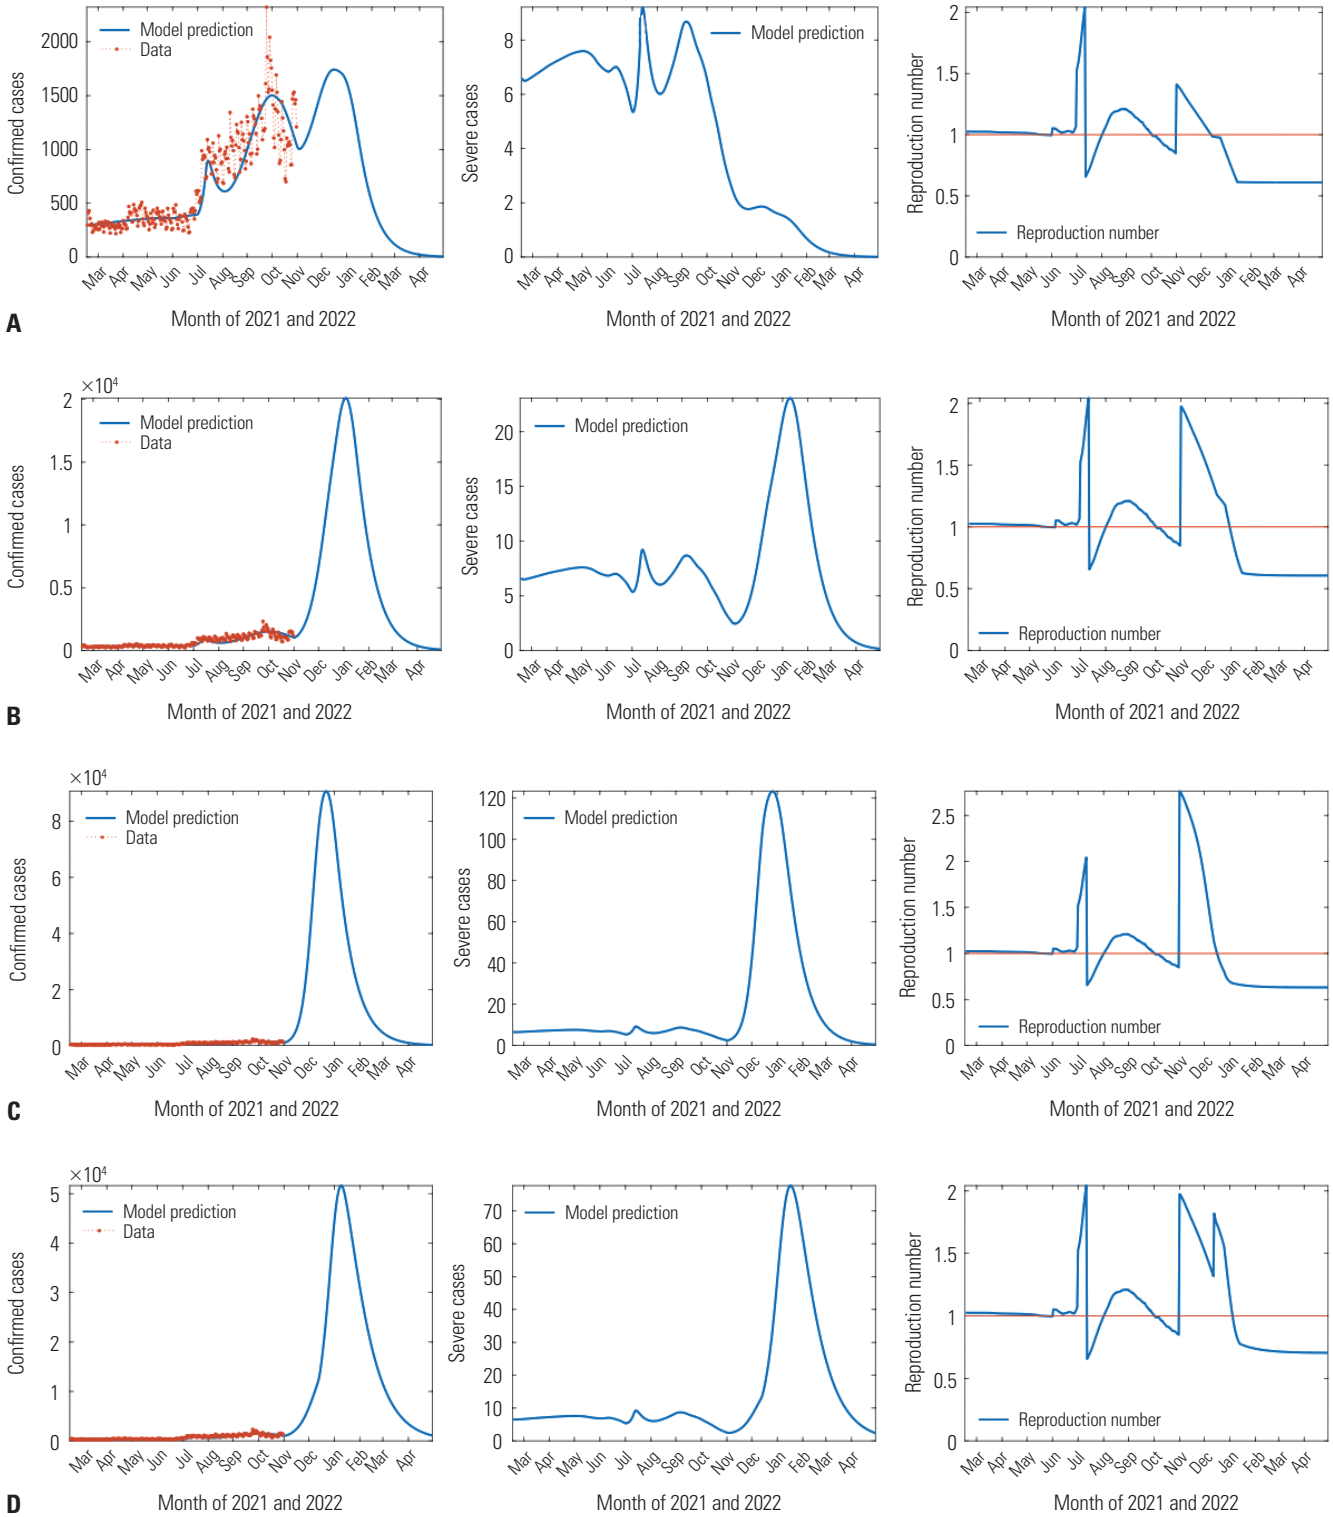 2000
1500
1000
500
0
Confirmed cases
Model prediction
Data
Mar Apr May Jun Jul Aug Sep Oct Nov Dec Jan Feb Mar Apr
Month of 2021 and 2022
8
6
4
2
0
Severe cases
Model prediction
Mar Apr May Jun Jul Aug Sep Oct Nov Dec Jan Feb Mar Apr
Month of 2021 and 2022
2
1.5
1
0.5
0
Reproduction number
Reproduction number
Mar Apr May Jun Jul Aug Sep Oct Nov Dec Jan Feb Mar Apr
Month of 2021 and 2022
A
×10⁴
2
1.5
1
0.5
0
Confirmed cases
Model prediction
Data
Mar Apr May Jun Jul Aug Sep Oct Nov Dec Jan Feb Mar Apr
Month of 2021 and 2022
20
15
10
5
0
Severe cases
Model prediction
Mar Apr May Jun Jul Aug Sep Oct Nov Dec Jan Feb Mar Apr
Month of 2021 and 2022
2
1.5
1
0.5
0
Reproduction number
Reproduction number
Mar Apr May Jun Jul Aug Sep Oct Nov Dec Jan Feb Mar Apr
Month of 2021 and 2022
B
×10⁴
8
6
4
2
0
Confirmed cases
Model prediction
Data
Mar Apr May Jun Jul Aug Sep Oct Nov Dec Jan Feb Mar Apr
Month of 2021 and 2022
120
100
80
60
40
20
0
Severe cases
Model prediction
Mar Apr May Jun Jul Aug Sep Oct Nov Dec Jan Feb Mar Apr
Month of 2021 and 2022
2.5
2
1.5
1
0.5
0
Reproduction number
Reproduction number
Mar Apr May Jun Jul Aug Sep Oct Nov Dec Jan Feb Mar Apr
Month of 2021 and 2022
C
×10⁴
5
4
3
2
1
0
Confirmed cases
Model prediction
Data
Mar Apr May Jun Jul Aug Sep Oct Nov Dec Jan Feb Mar Apr
Month of 2021 and 2022
70
60
50
40
30
20
10
0
Severe cases
Model prediction
Mar Apr May Jun Jul Aug Sep Oct Nov Dec Jan Feb Mar Apr
Month of 2021 and 2022
2
1.5
1
0.5
0
Reproduction number
Reproduction number
Mar Apr May Jun Jul Aug Sep Oct Nov Dec Jan Feb Mar Apr
Month of 2021 and 2022
D